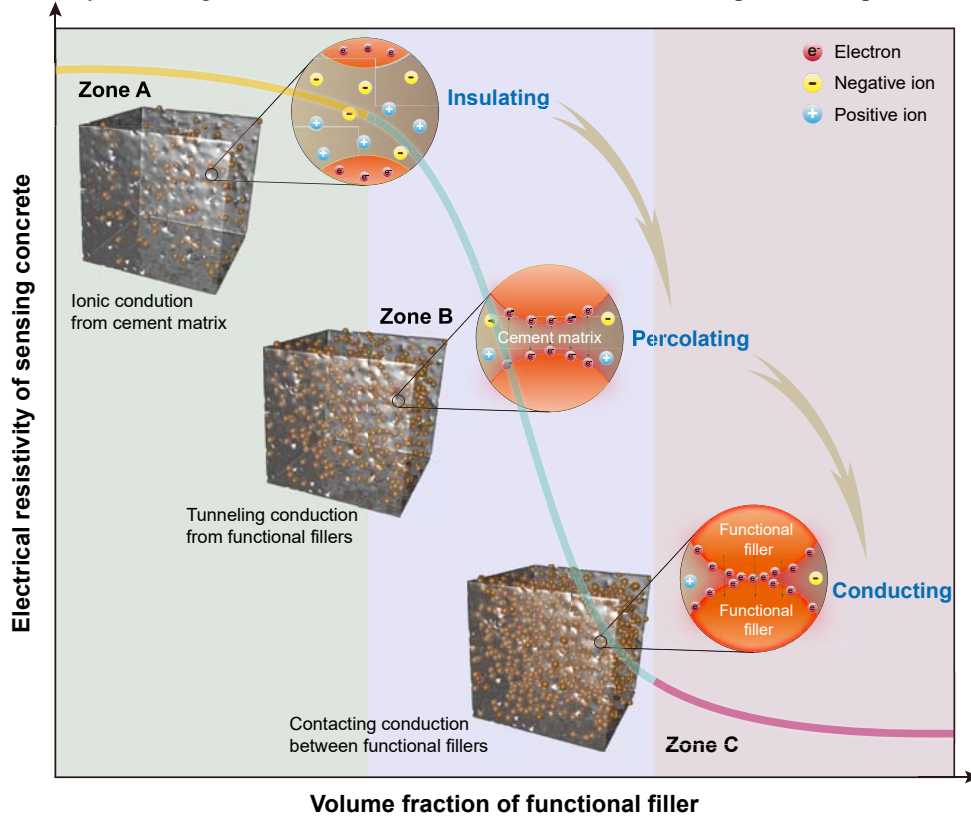 Electron
Negative ion
Positive ion
Zone A
Insulating
Ionic condution
from cement matrix
Zone B
Cement matrix
Percolating
Tunneling conduction
from functional fillers
Functional
filler
Functional
filler
Conducting
Contacting conduction
between functional fillers
Zone C
Electrical resistivity of sensing concrete
Volume fraction of functional filler